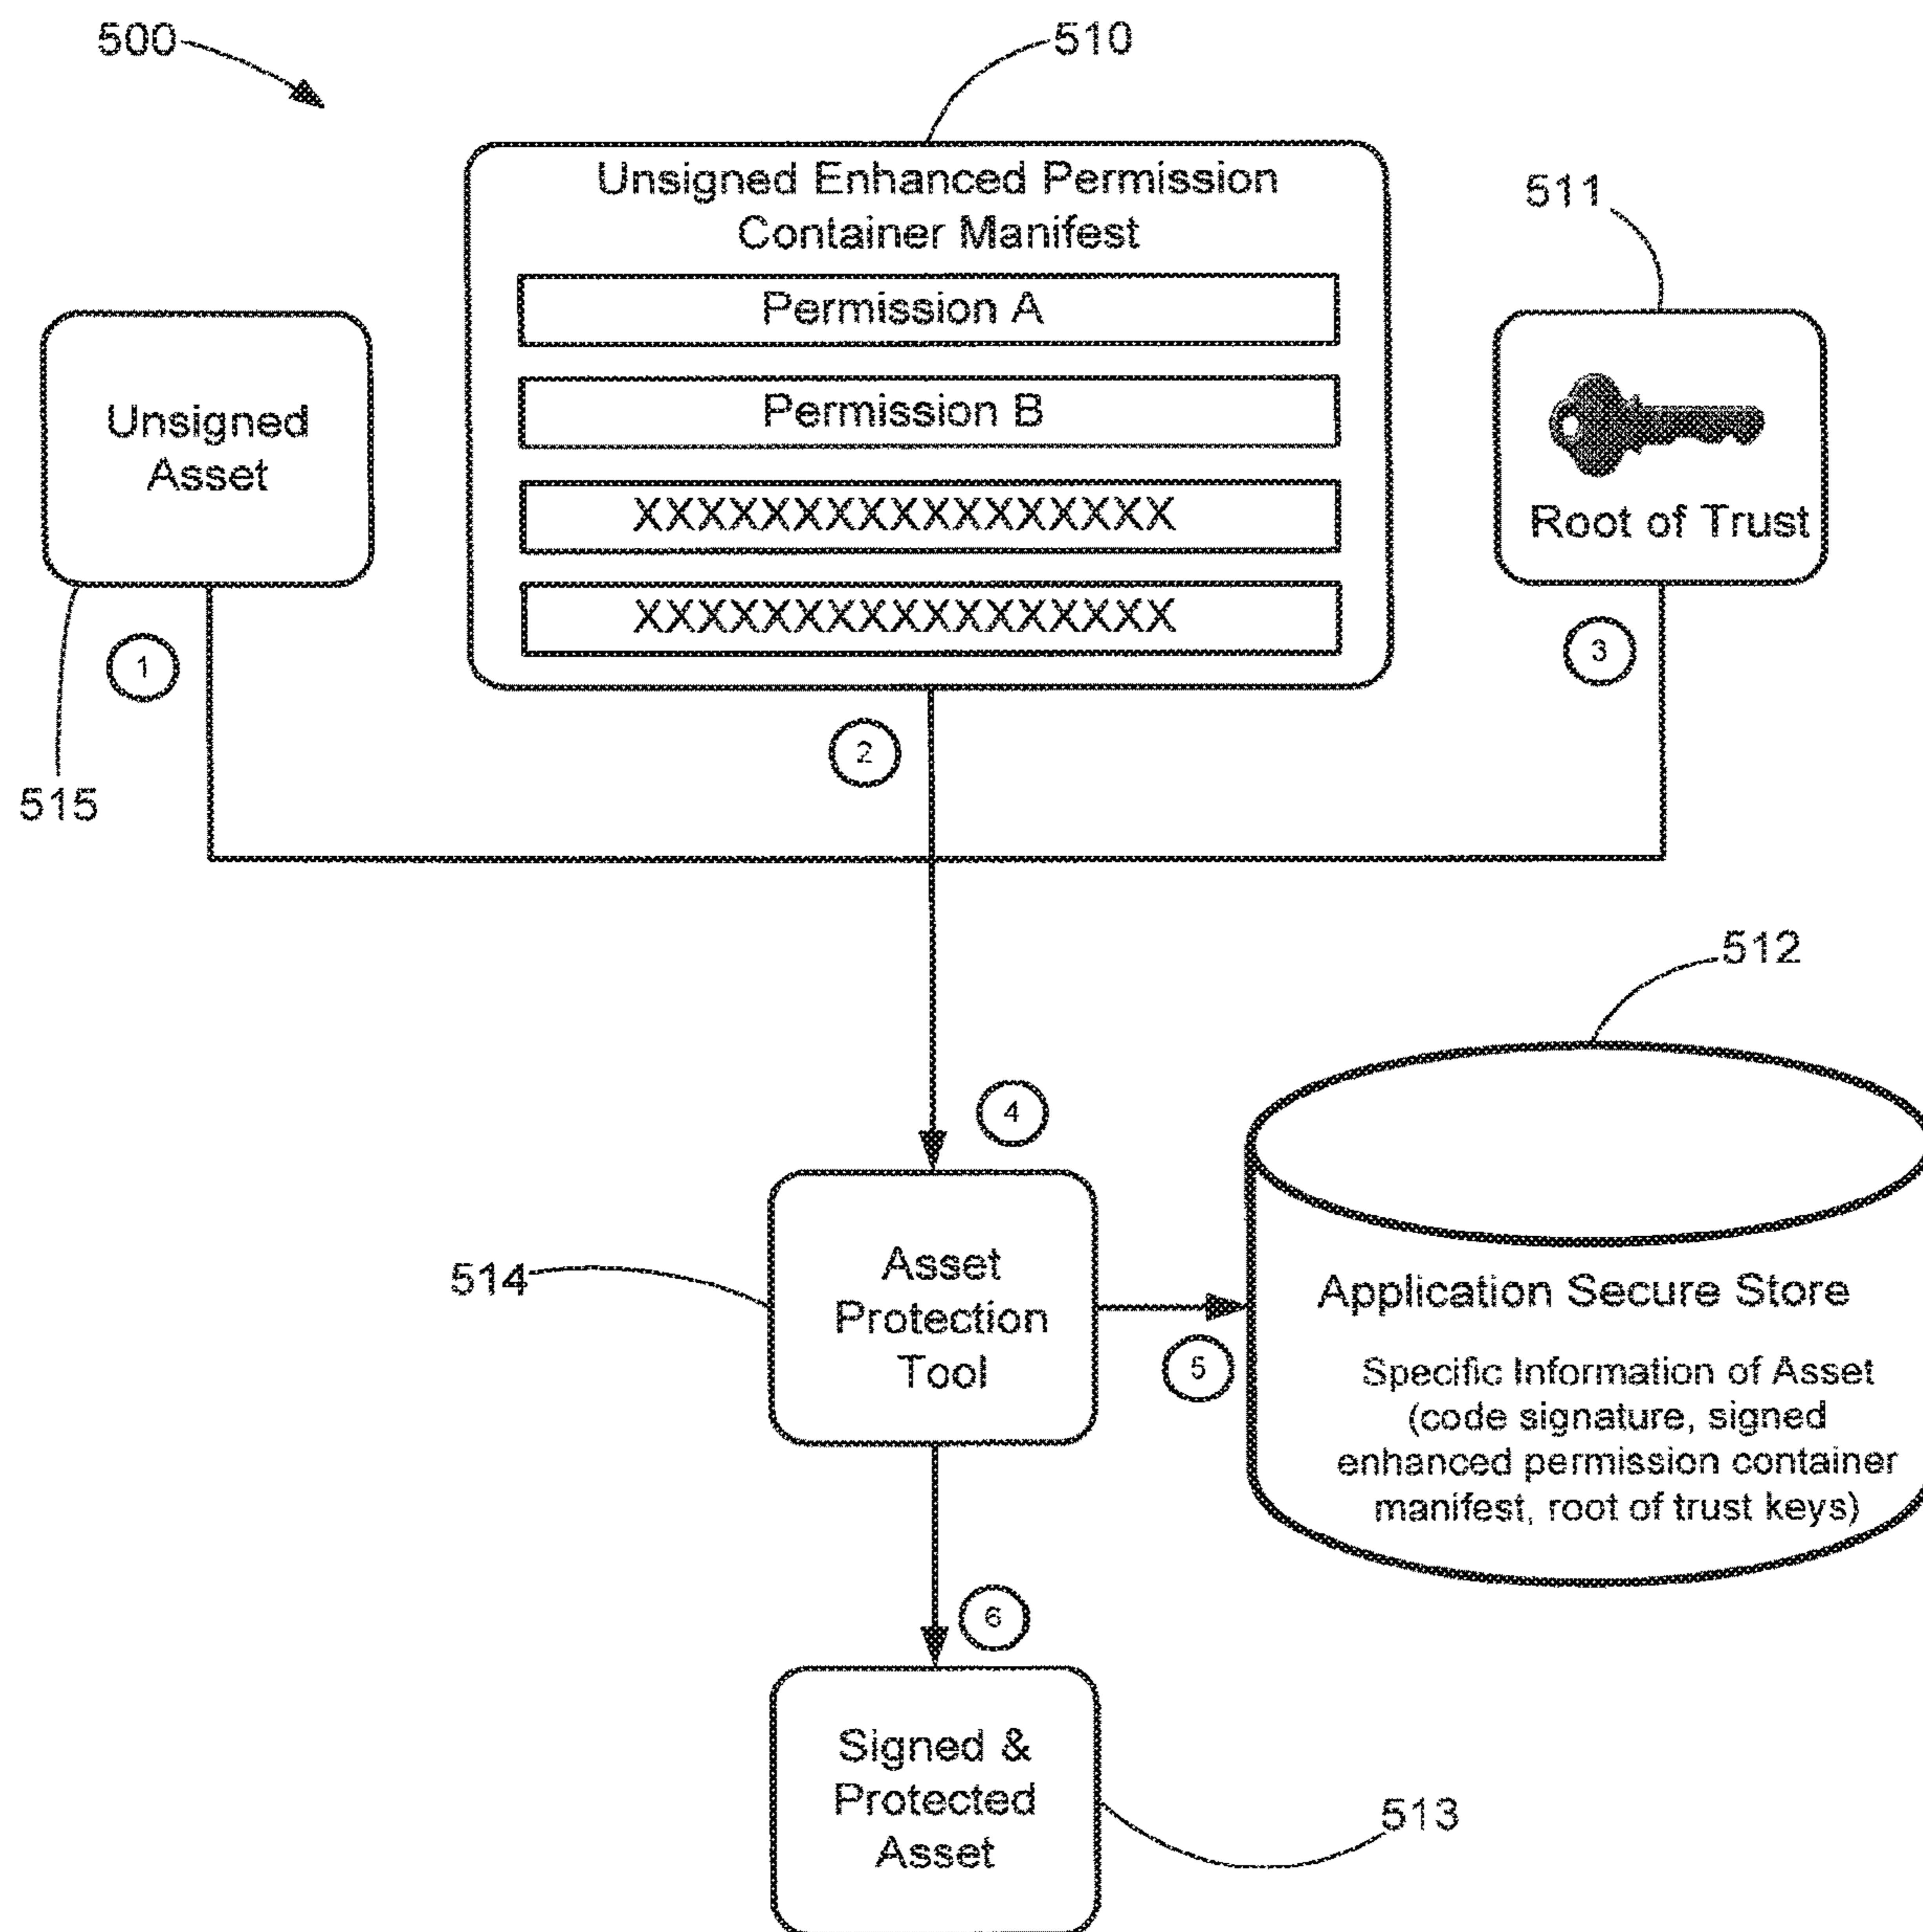 500
510
Unsigned Enhanced Permission
Container Manifest
511
Permission A
Permission B
Unsigned
Asset
XXXXXXXXXXXXXXXXX
Root of Trust
XXXXXXXXXXXXXXXXX
1
3
2
515
512
4
514
Asset
Protection
Tool
Application Secure Store
5
Specific Information of Asset
(code signature, signed
enhanced permission container
manifest, root of trust keys)
6
Signed &
Protected
Asset
513